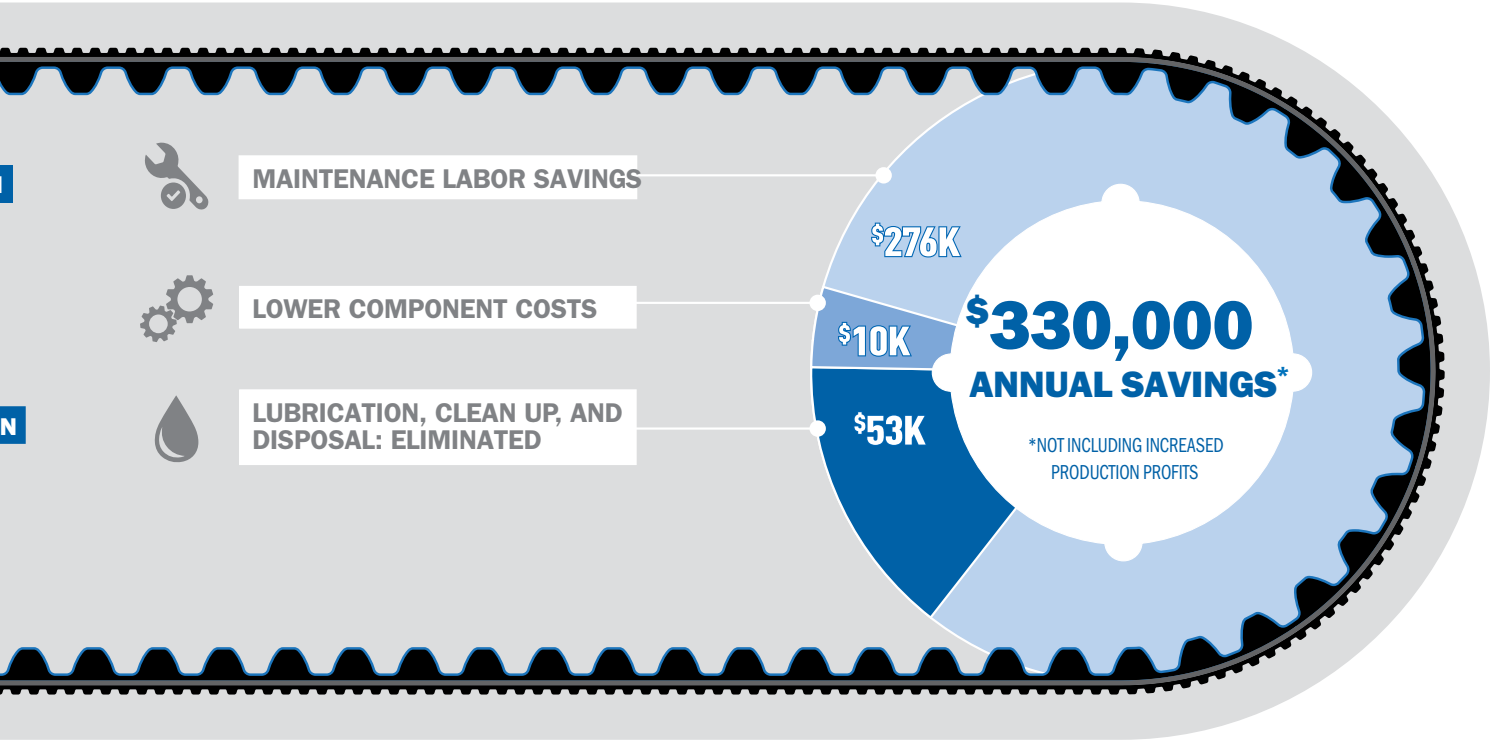 MAINTENANCE LABOR SAVINGS
$276K
LOWER COMPONENT COSTS
$10K
LUBRICATION, CLEAN UP, AND
DISPOSAL: ELIMINATED
$53K
$330,000
ANNUAL SAVINGS*
*NOT INCLUDING INCREASED
PRODUCTION PROFITS
N